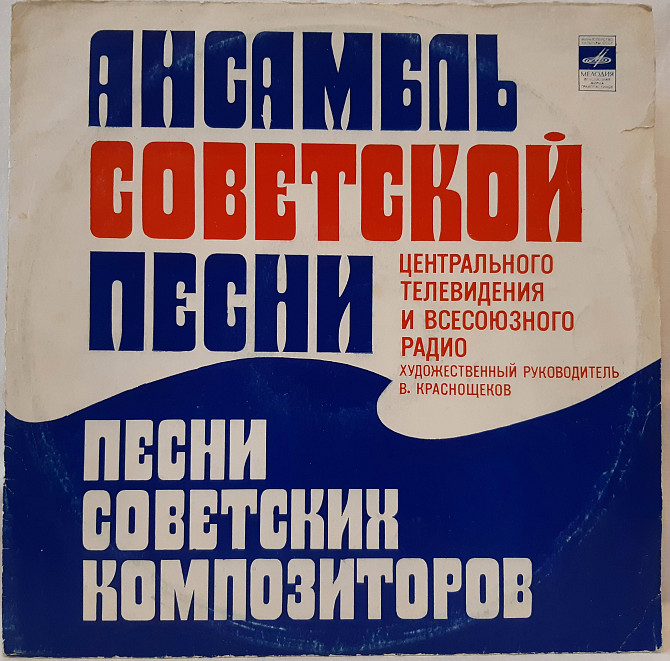 АНСАМБЛЬ
СОВЕТСКОЙ
ПЕСНИ
ЦЕНТРАЛЬНОГО
ТЕЛЕВИДЕНИЯ
И ВСЕСОЮЗНОГО
РАДИО
ХУДОЖЕСТВЕННЫЙ РУКОВОДИТЕЛЬ
В. КРАСНОЩЕКОВ
МЕЛОДИЯ
ПЕСНИ
СОВЕТСКИХ
КОМПОЗИТОРОВ